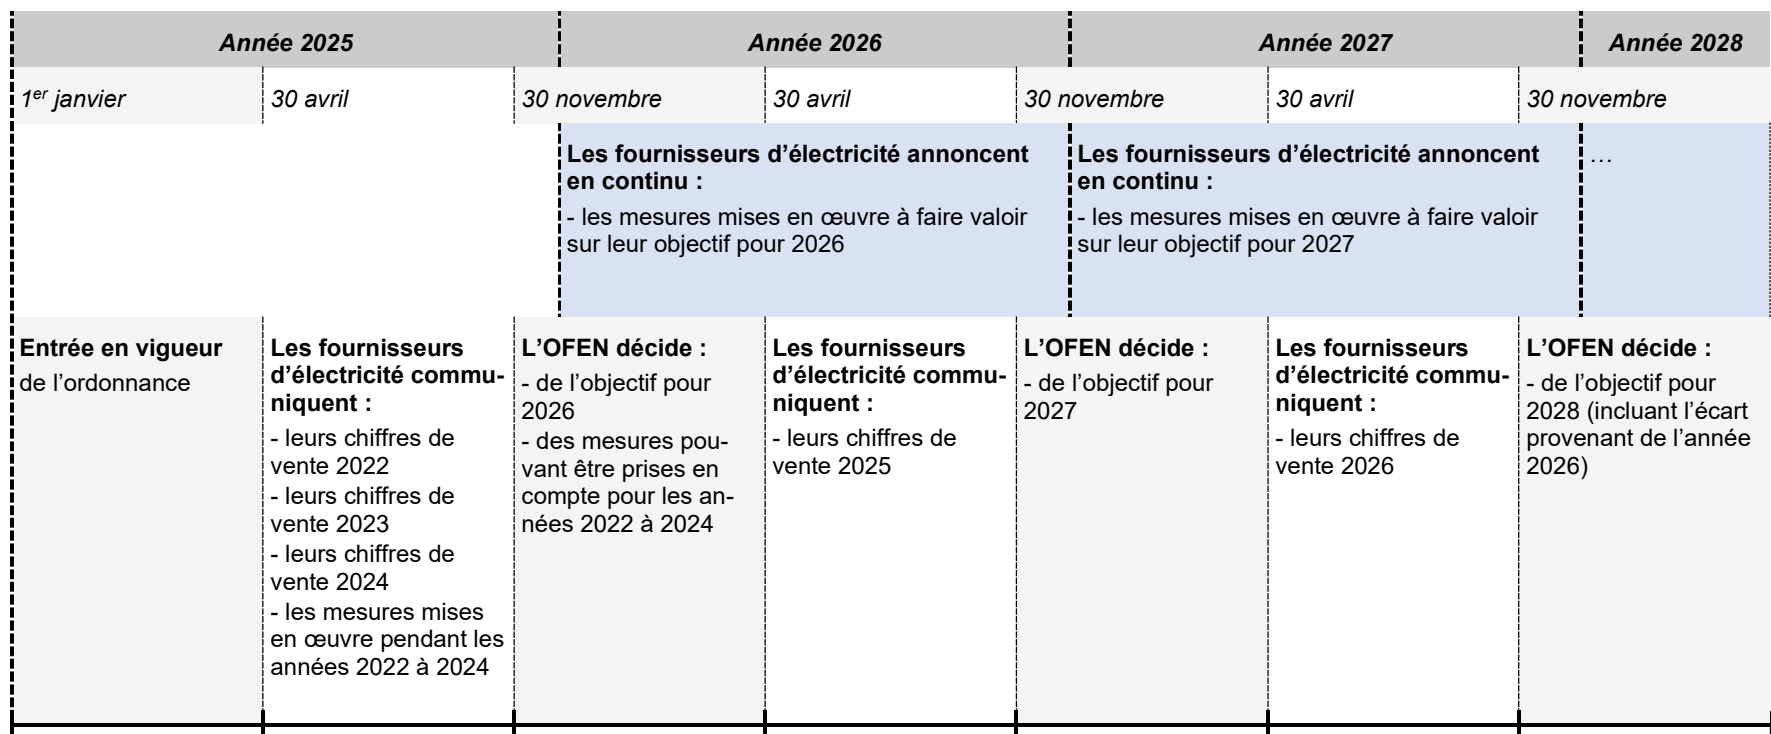 Année 2025
Année 2026
Année 2027
Année 2028
1er janvier
30 avril
30 novembre
30 avril
30 novembre
30 avril
30 novembre
Les fournisseurs d’électricité annoncent
en continu :
- les mesures mises en œuvre à faire valoir
sur leur objectif pour 2026
Les fournisseurs d’électricité annoncent
en continu :
- les mesures mises en œuvre à faire valoir
sur leur objectif pour 2027
…
Entrée en vigueur
de l’ordonnance
Les fournisseurs
d’électricité commu-
niquent :
- leurs chiffres de
vente 2022
- leurs chiffres de
vente 2023
- leurs chiffres de
vente 2024
- les mesures mises
en œuvre pendant les
années 2022 à 2024
L’OFEN décide :
- de l’objectif pour
2026
- des mesures pou-
vant être prises en
compte pour les an-
nées 2022 à 2024
Les fournisseurs
d’électricité commu-
niquent :
- leurs chiffres de
vente 2025
L’OFEN décide :
- de l’objectif pour
2027
Les fournisseurs
d’électricité commu-
niquent :
- leurs chiffres de
vente 2026
L’OFEN décide :
- de l’objectif pour
2028 (incluant l’écart
provenant de l’année
2026)